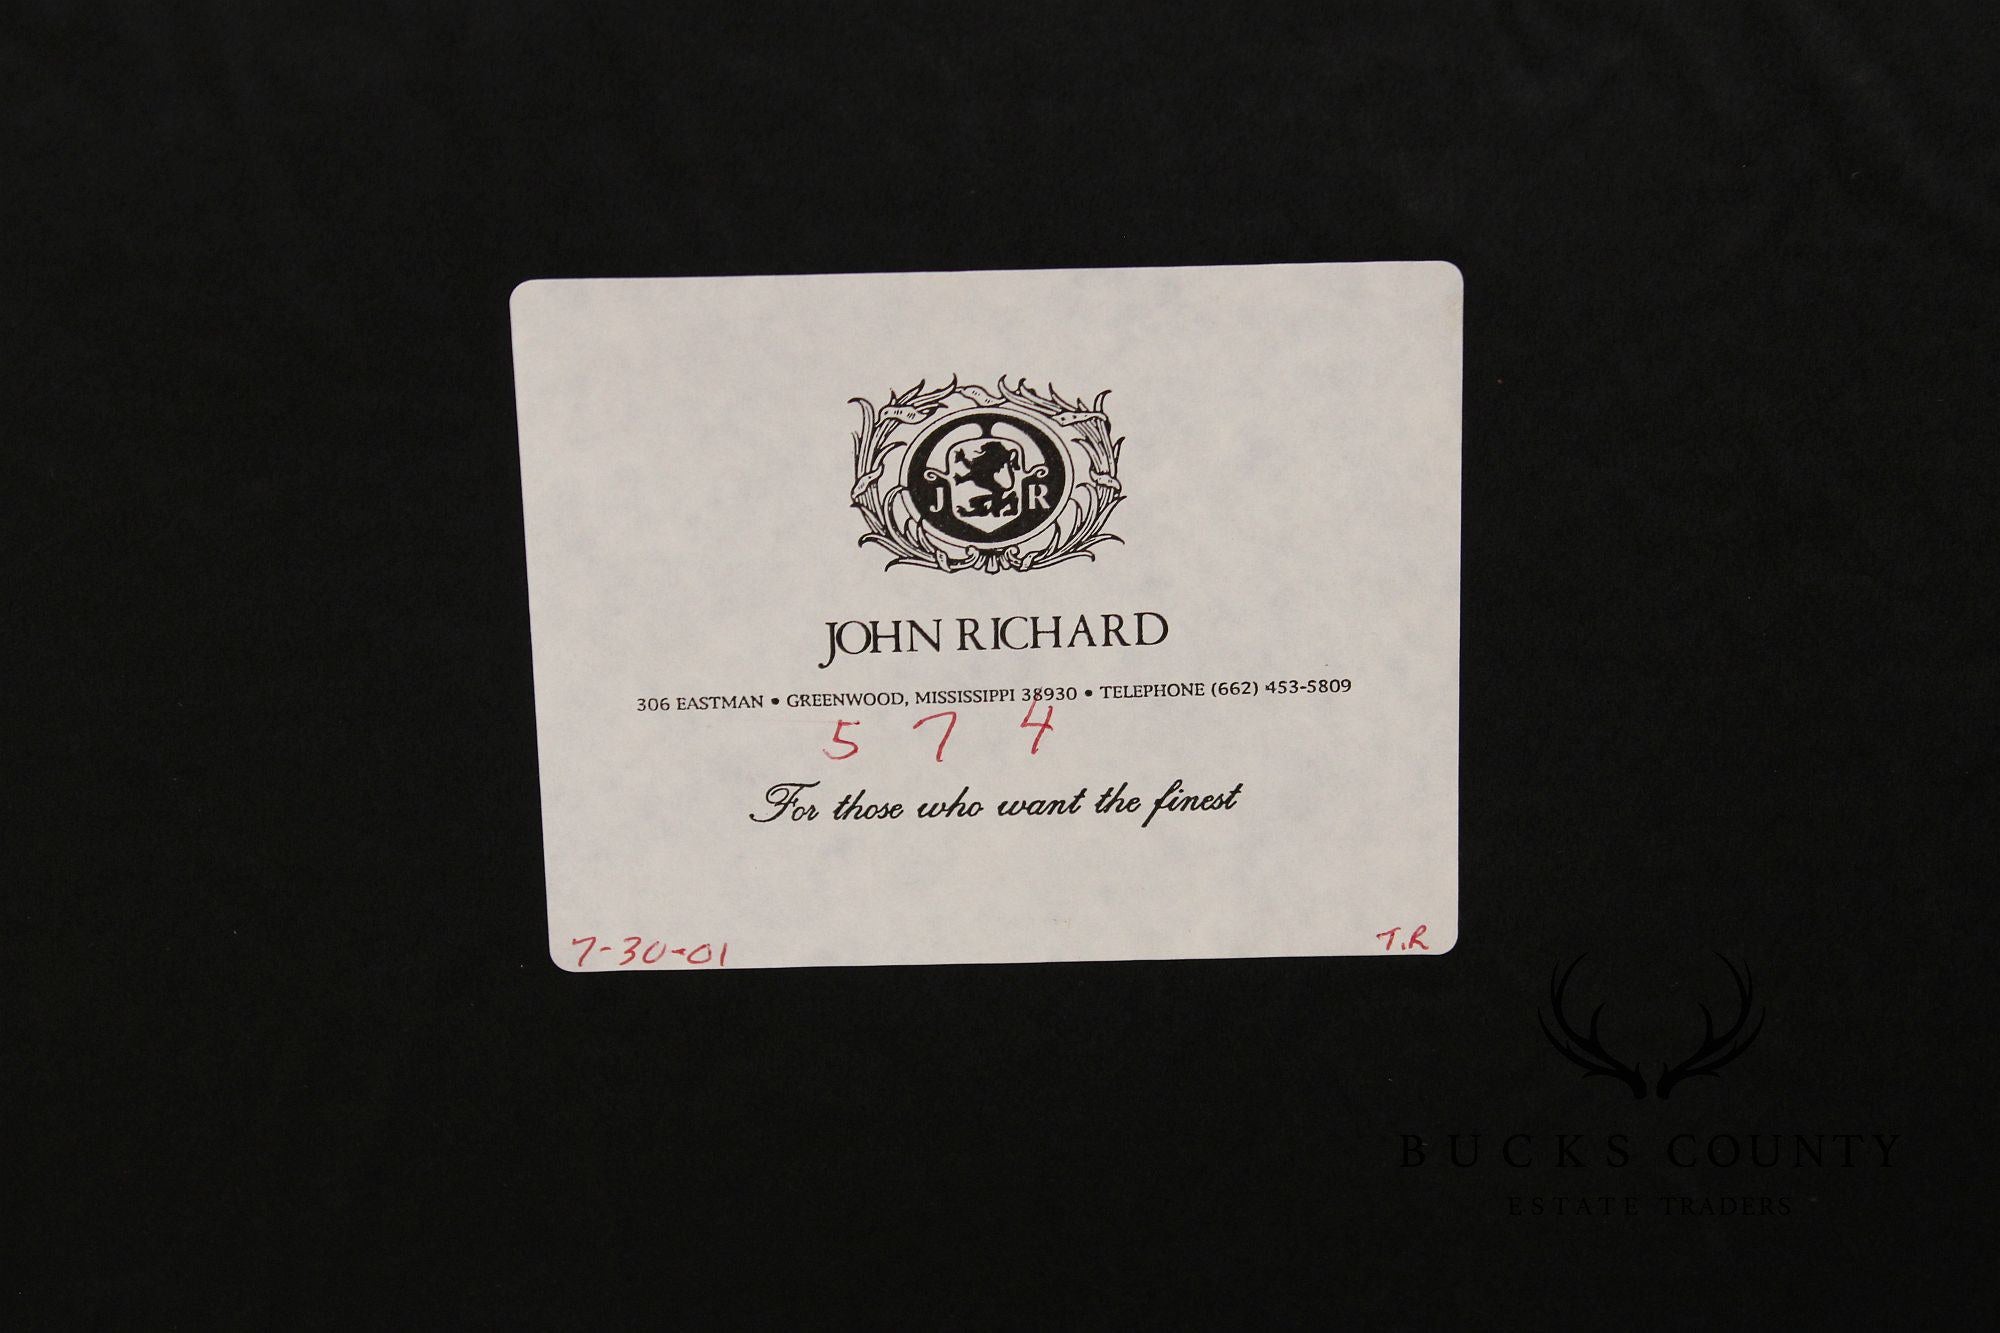 J R
JOHN RICHARD
306 EASTMAN • GREENWOOD, MISSISSIPPI 38930 • TELEPHONE (662) 453-5809
5 7 4
For those who want the finest
7-30-01 T.R
BUCKS COUNTY
ESTATE TRADERS